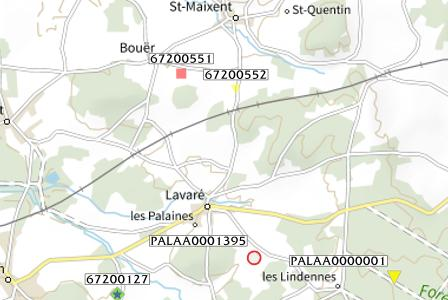 St-Maixent
St-Quentin
Bouër
67200551
67200552
t
Lavaré
les Palaines
PALAA0001395
PALAA0000001
67200127
les Lindennes
n